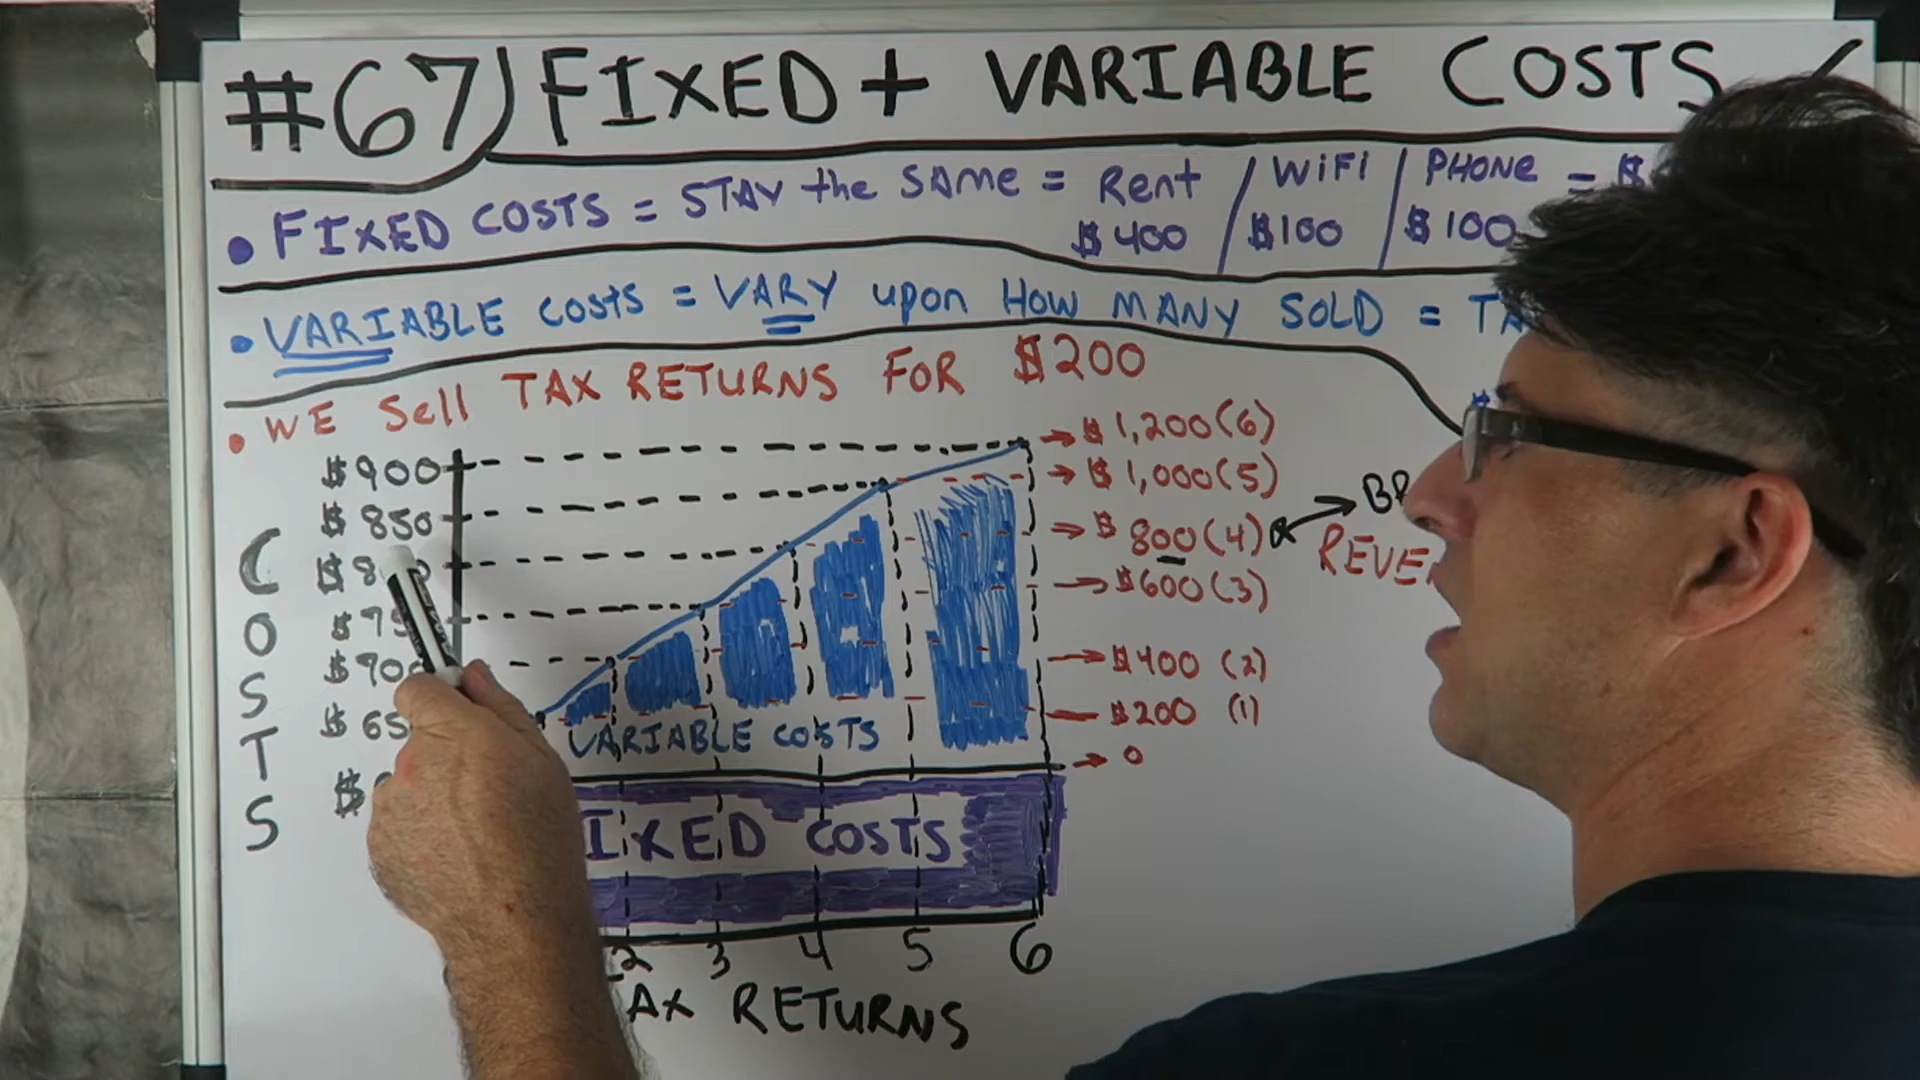 #67) FIXED + VARIABLE COSTS
• FIXED COSTS = STAY the SAME = Rent / WiFi / PHONE = $
$400 / $100 / $100
• VARIABLE costs = VARY upon HOW MANY SOLD =
• WE Sell TAX RETURNS FOR $200
$900
$850
$700
COSTS
→ $1,200 (6)
→ $1,000 (5)
→ $800 (4)
→ $600 (3)
→ $400 (2)
→ $200 (1)
→ 0
VARIABLE COSTS
COSTS
2 3 4 5 6
RETURNS